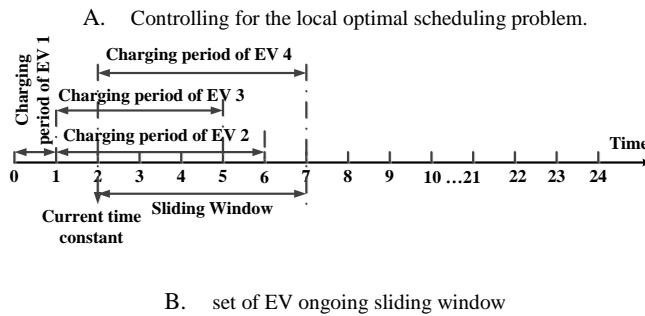 A. Controlling for the local optimal scheduling problem.
Charging
period of EV 1
Charging period of EV 4
Charging period of EV 3
Charging period of EV 2
Time
0 1 2 3 4 5 6 7 8 9 10 ...21 22 23 24
Current time
constant
Sliding Window
B. set of EV ongoing sliding window